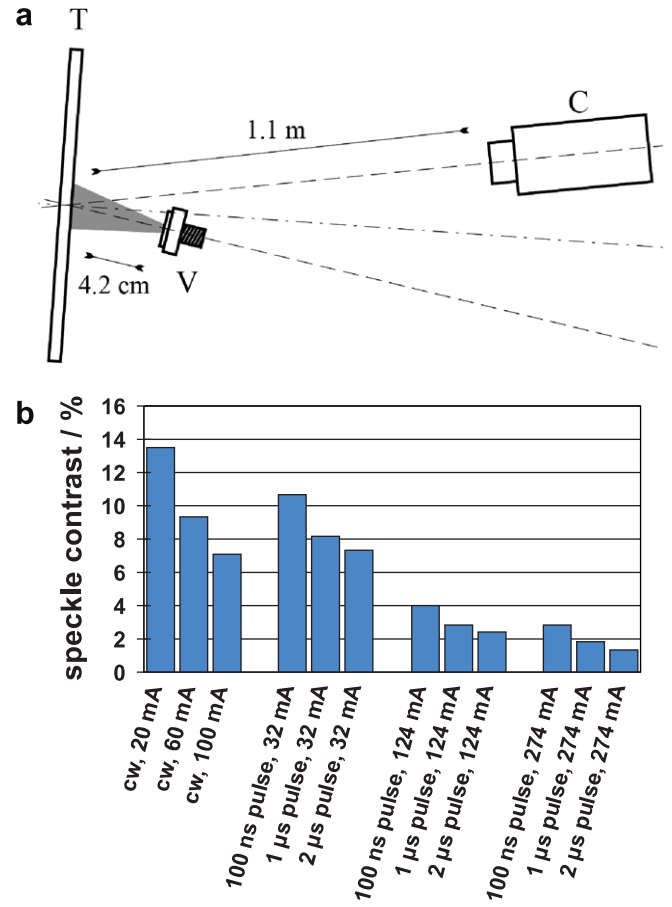 a
T
1.1 m
C
4.2 cm
V
b
speckle contrast / %
16
14
12
10
8
6
4
2
0
cw, 20 mA
cw, 60 mA
cw, 100 mA
100 ns pulse, 32 mA
1 µs pulse, 32 mA
2 µs pulse, 32 mA
100 ns pulse, 124 mA
1 µs pulse, 124 mA
2 µs pulse, 124 mA
100 ns pulse, 274 mA
1 µs pulse, 274 mA
2 µs pulse, 274 mA